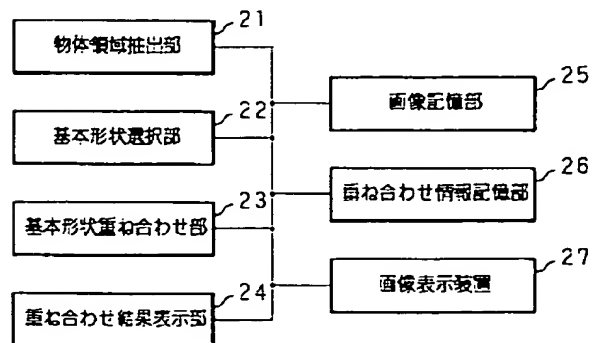 21
物体領域抽出部
22
基本形状選択部
23
基本形状重ね合わせ部
24
重ね合わせ結果表示部
25
画像記憶部
26
重ね合わせ情報記憶部
27
画像表示装置